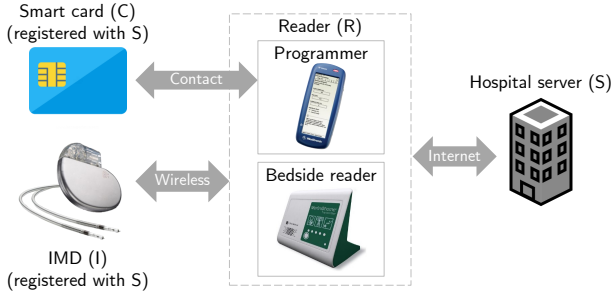 Smart card (C)
(registered with S)
Reader (R)
Programmer
Contact
Hospital server (S)
Internet
Wireless
Bedside reader
IMD (I)
(registered with S)